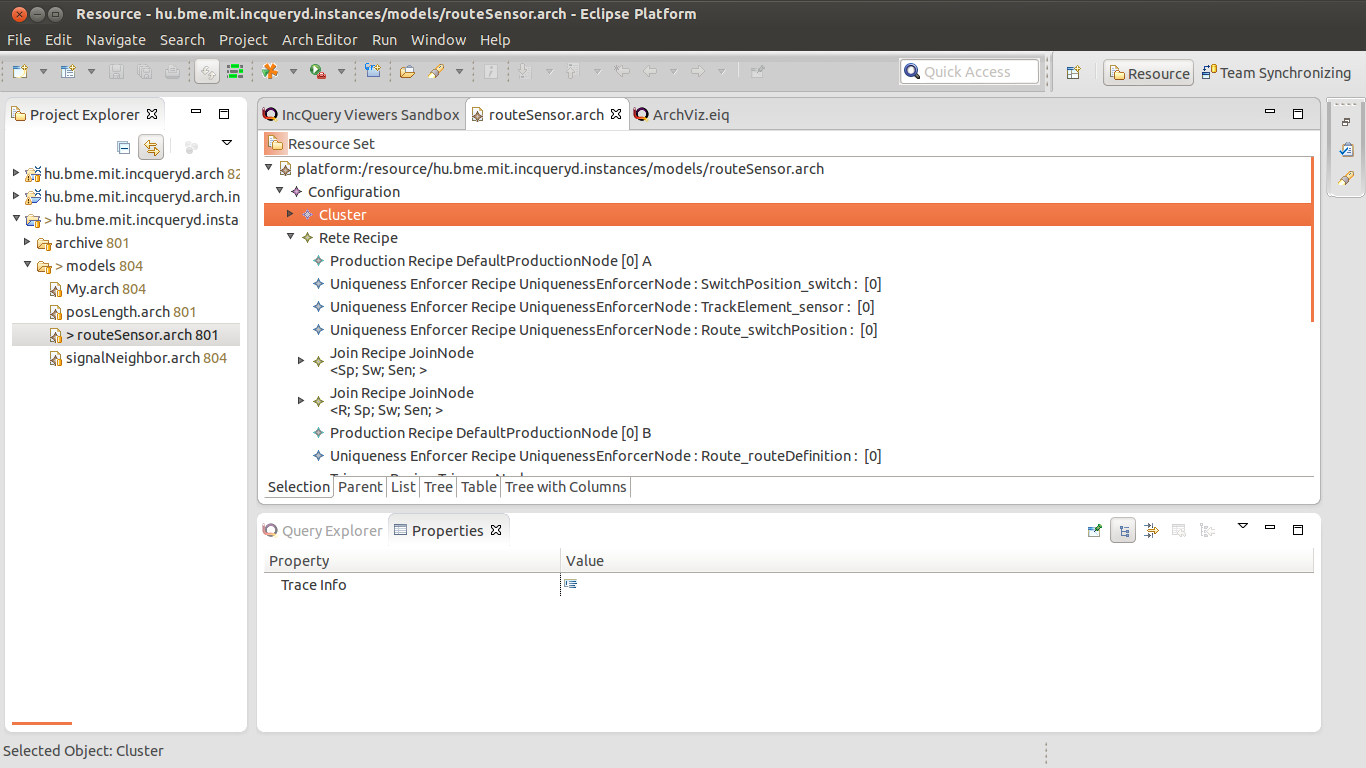 Resource - hu.bme.mit.incqueryd.instances/models/routeSensor.arch - Eclipse Platform
File Edit Navigate Search Project Arch Editor Run Window Help
Quick Access
Resource
Team Synchronizing
Project Explorer
hu.bme.mit.incqueryd.arch 82
hu.bme.mit.incqueryd.arch.in
> hu.bme.mit.incqueryd.insta
archive 801
> models 804
My.arch 804
posLength.arch 801
> routeSensor.arch 801
signalNeighbor.arch 804
IncQuery Viewers Sandbox
routeSensor.arch
ArchViz.eiq
Resource Set
platform:/resource/hu.bme.mit.incqueryd.instances/models/routeSensor.arch
Configuration
Cluster
Rete Recipe
Production Recipe DefaultProductionNode [0] A
Uniqueness Enforcer Recipe UniquenessEnforcerNode : SwitchPosition_switch : [0]
Uniqueness Enforcer Recipe UniquenessEnforcerNode : TrackElement_sensor : [0]
Uniqueness Enforcer Recipe UniquenessEnforcerNode : Route_switchPosition : [0]
Join Recipe JoinNode
<Sp; Sw; Sen; >
Join Recipe JoinNode
<R; Sp; Sw; Sen; >
Production Recipe DefaultProductionNode [0] B
Uniqueness Enforcer Recipe UniquenessEnforcerNode : Route_routeDefinition : [0]
Selection Parent List Tree Table Tree with Columns
Query Explorer
Properties
Property Value
Trace Info
Selected Object: Cluster